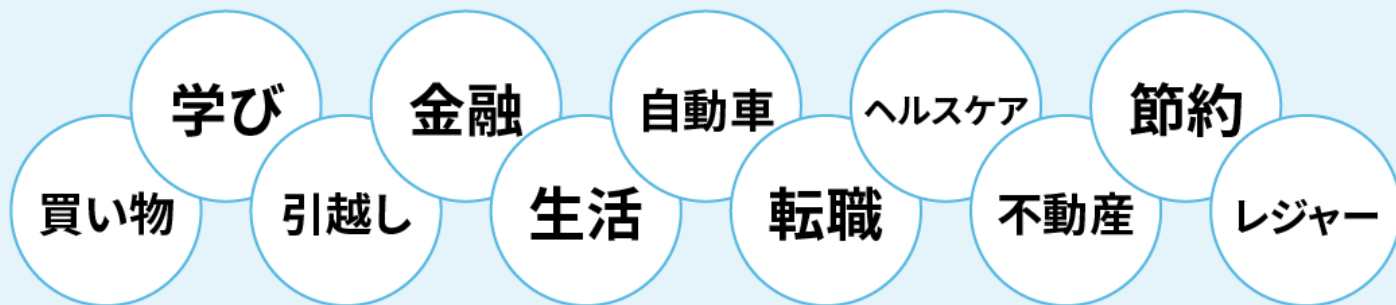 学び
金融
自動車
ヘルスケア
節約
買い物
引越し
生活
転職
不動産
レジャー